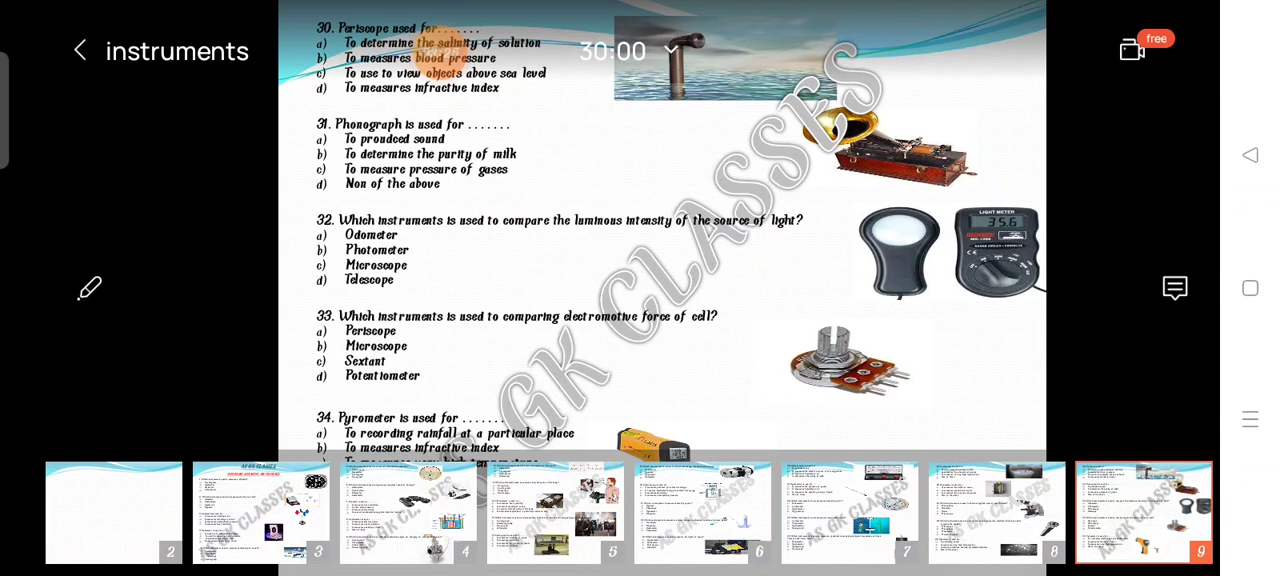 instruments
30:00
free
30. Periscope used for.......
a) To determine the salinity of solution
b) To measures blood pressure
c) To use to view objects above sea level
d) To measures infractive index
31. Phonograph is used for .......
a) To proudced sound
b) To determine the purity of milk
c) To measure pressure of gases
d) Non of the above
32. Which instruments is used to compare the luminous intensity of the source of light?
a) Odometer
b) Photometer
c) Microscope
d) Telescope
LIGHT METER
35.6
33. Which instruments is used to comparing electromotive force of cell?
a) Periscope
b) Microscope
c) Sextant
d) Potentiometer
34. Pyrometer is used for .......
a) To recording rainfall at a particular place
b) To measures infractive index
GK CLASSES
2
3
4
5
6
7
8
9